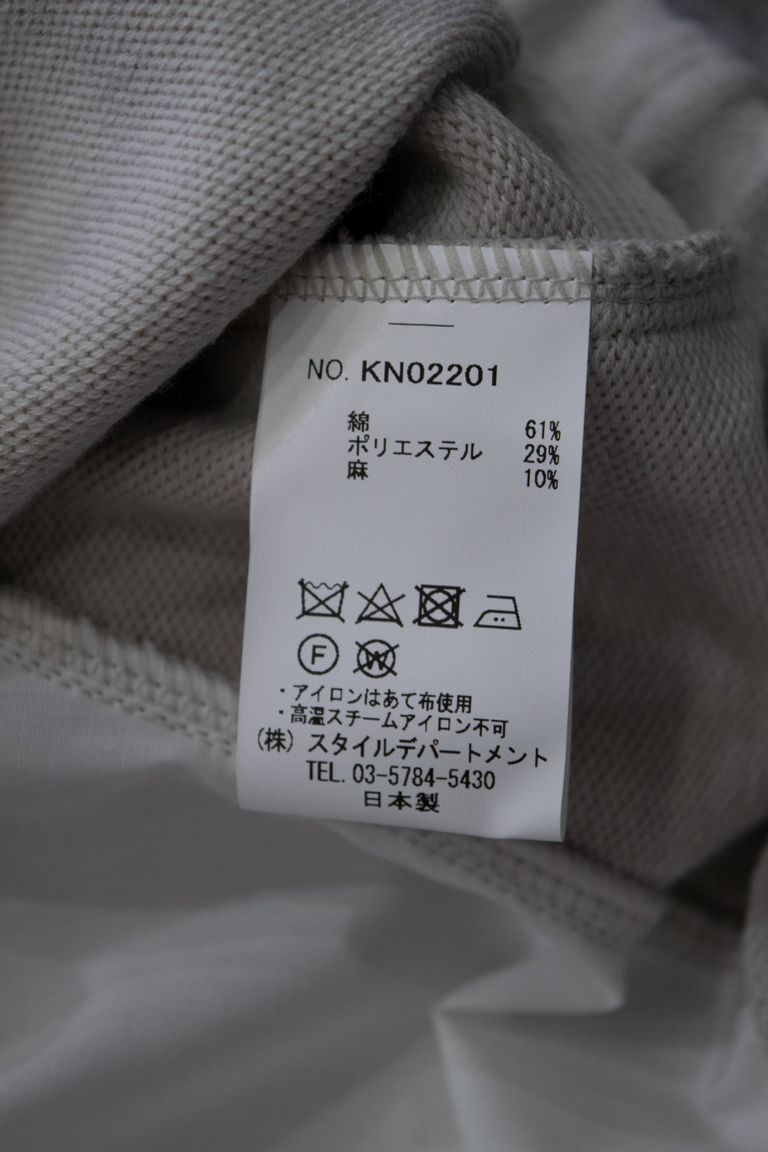 NO. KN02201
綿 61%
ポリエステル 29%
麻 10%
F W
・アイロンはあて布使用
・高温スチームアイロン不可
(株) スタイルデパートメント
TEL. 03-5784-5430
日本製